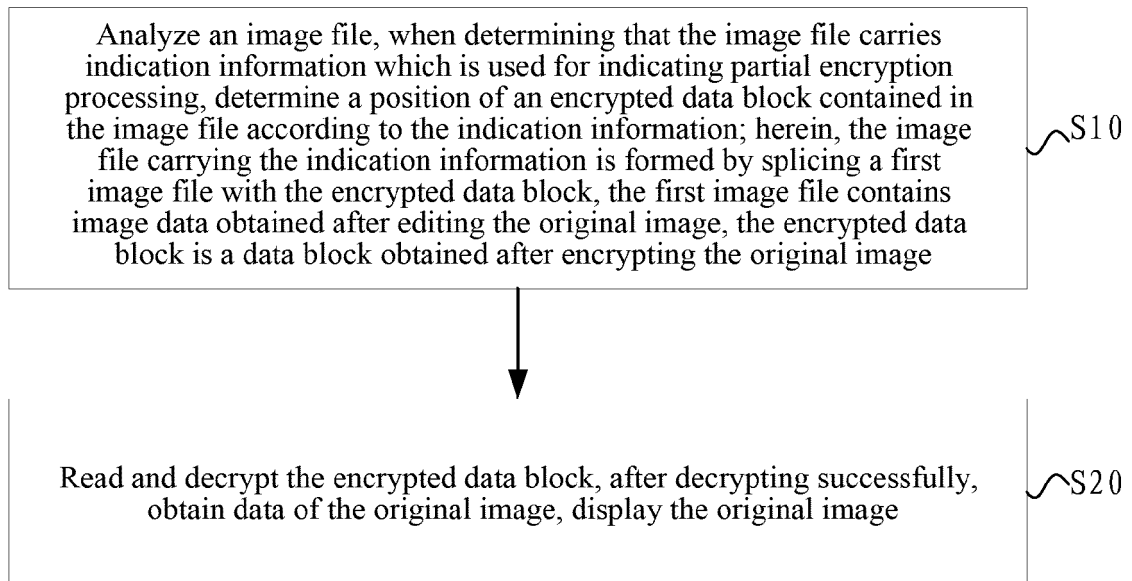 Analyze an image file, when determining that the image file carries
indication information which is used for indicating partial encryption
processing, determine a position of an encrypted data block contained in
the image file according to the indication information; herein, the image
file carrying the indication information is formed by splicing a first
image file with the encrypted data block, the first image file contains
image data obtained after editing the original image, the encrypted data
block is a data block obtained after encrypting the original image
S10
Read and decrypt the encrypted data block, after decrypting successfully,
obtain data of the original image, display the original image
S20